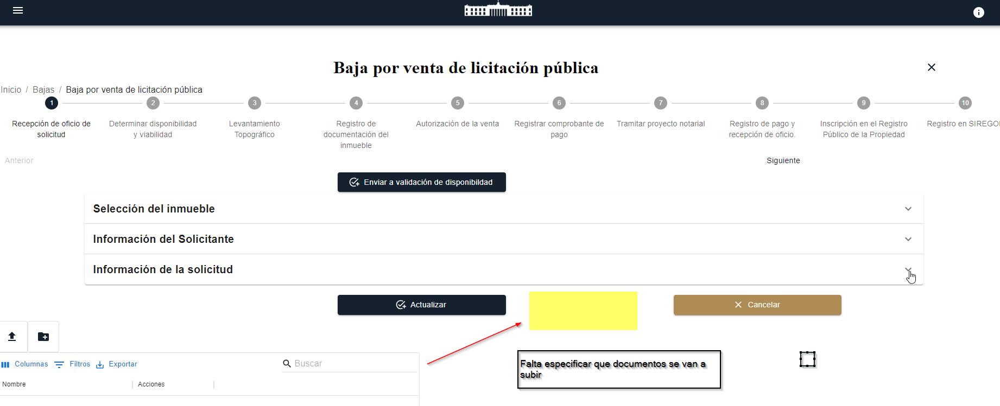 Baja por venta de licitación pública
Inicio / Bajas / Baja por venta de licitación pública
1
2
3
4
5
6
7
8
9
10
Recepción de oficio de
solicitud
Determinar disponibilidad
y viabilidad
Levantamiento
Topográfico
Registro de
documentación del
inmueble
Autorización de la venta
Registrar comprobante de
pago
Tramitar proyecto notarial
Registro de pago y
recepción de oficio.
Inscripción en el Registro
Público de la Propiedad
Registro en SIREGO
Anterior
Siguiente
Enviar a validación de disponibildad
Selección del inmueble
Información del Solicitante
Información de la solicitud
Actualizar
Cancelar
Columnas
Filtros
Exportar
Buscar
Nombre
Acciones
Falta especificar que documentos se van a
subir